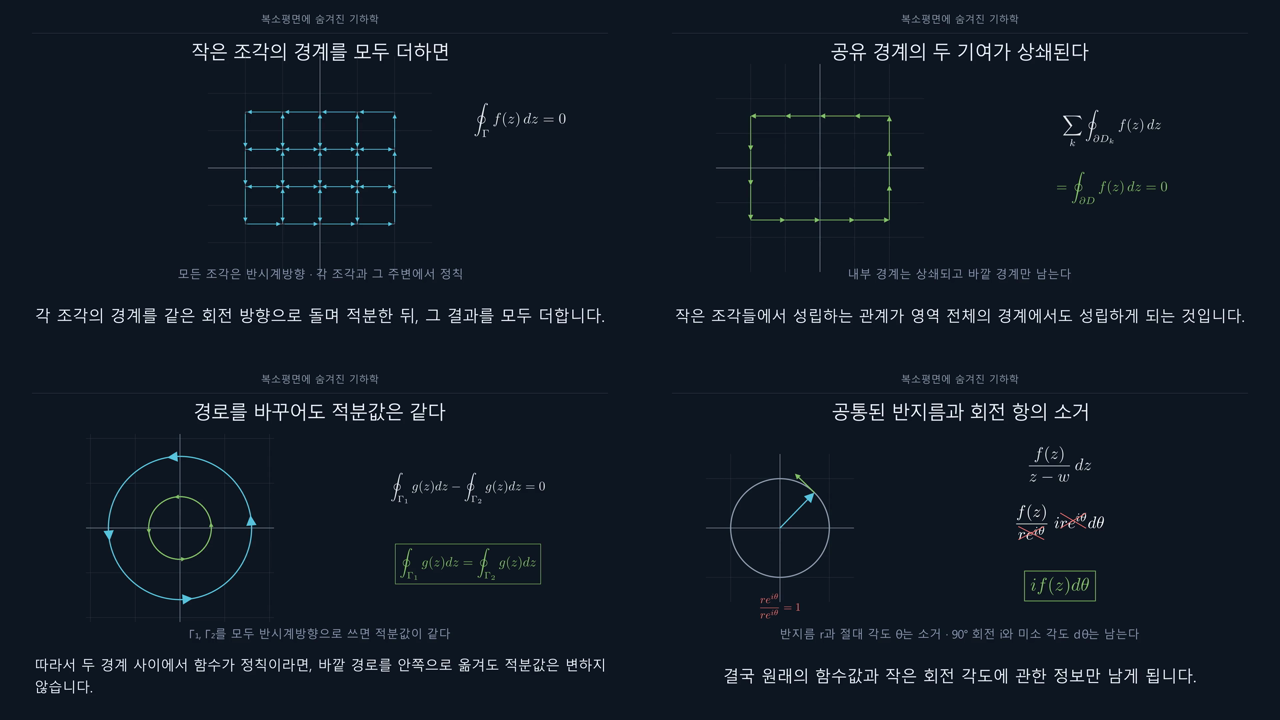 복소평면에 숨겨진 기하학
작은 조각의 경계를 모두 더하면
∮_Γ f(z) dz = 0
모든 조각은 반시계방향 · 각 조각과 그 주변에서 정칙
각 조각의 경계를 같은 회전 방향으로 돌며 적분한 뒤, 그 결과를 모두 더합니다.
복소평면에 숨겨진 기하학
공유 경계의 두 기여가 상쇄된다
∑_k ∮_{∂D_k} f(z) dz
= ∮_{∂D} f(z) dz = 0
내부 경계는 상쇄되고 바깥 경계만 남는다
작은 조각들에서 성립하는 관계가 영역 전체의 경계에서도 성립하게 되는 것입니다.
복소평면에 숨겨진 기하학
경로를 바꾸어도 적분값은 같다
∮_{Γ₁} g(z)dz − ∮_{Γ₂} g(z)dz = 0
∮_{Γ₁} g(z)dz = ∮_{Γ₂} g(z)dz
Γ₁, Γ₂를 모두 반시계방향으로 쓰면 적분값이 같다
따라서 두 경계 사이에서 함수가 정칙이라면, 바깥 경로를 안쪽으로 옮겨도 적분값은 변하지
않습니다.
복소평면에 숨겨진 기하학
공통된 반지름과 회전 항의 소거
f(z)/(z − w) dz
f(z)/(re^{iθ}) ire^{iθ}dθ
if(z)dθ
re^{iθ}/re^{iθ} = 1
반지름 r과 절대 각도 θ는 소거 · 90° 회전 i와 미소 각도 dθ는 남는다
결국 원래의 함수값과 작은 회전 각도에 관한 정보만 남게 됩니다.